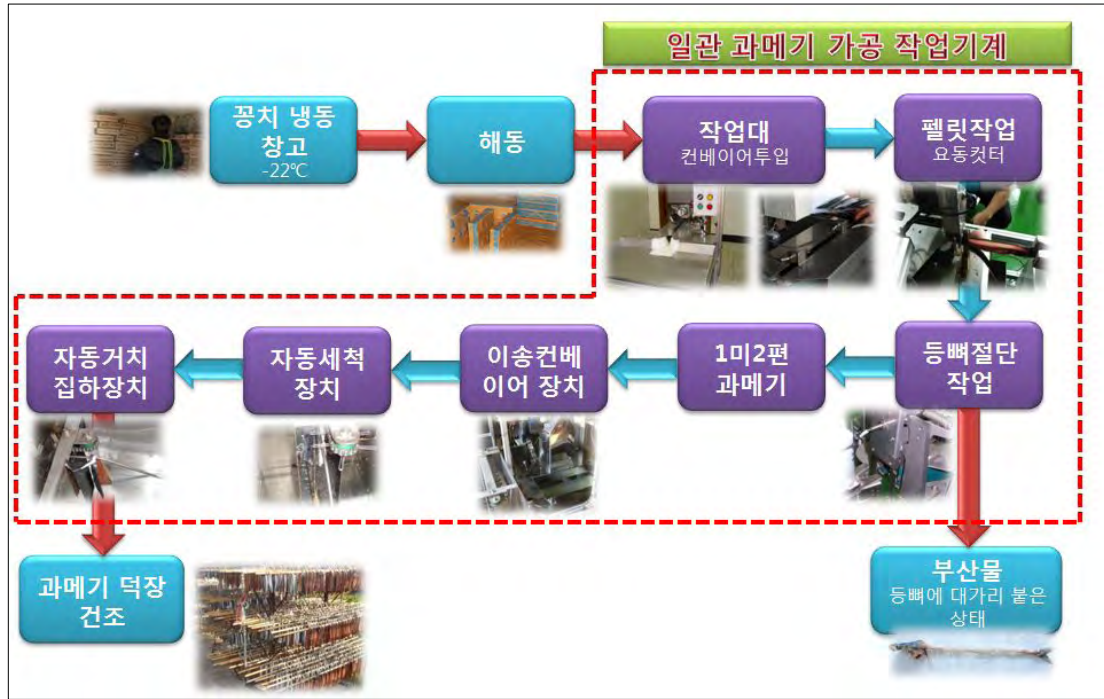 일관 과메기 가공 작업기계
꽁치 냉동
창고
-22℃
해동
작업대
컨베이어투입
펠릿작업
요동컷터
등뼈절단
작업
1미2편
과메기
이송컨베
이어 장치
자동세척
장치
자동거치
집하장치
과메기 덕장
건조
부산물
등뼈에 대가리 붙은
상태